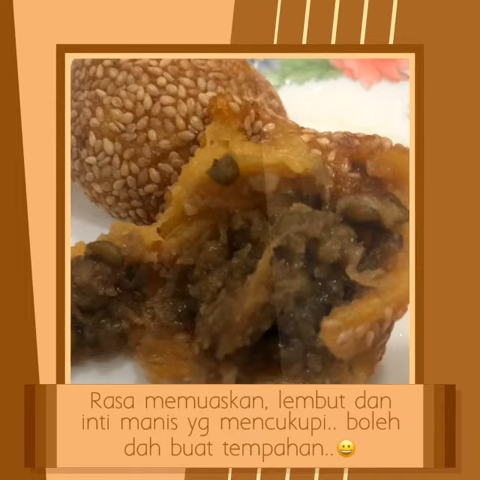 Rasa memuaskan, lembut dan
inti manis yg mencukupi.. boleh
dah buat tempahan..😀